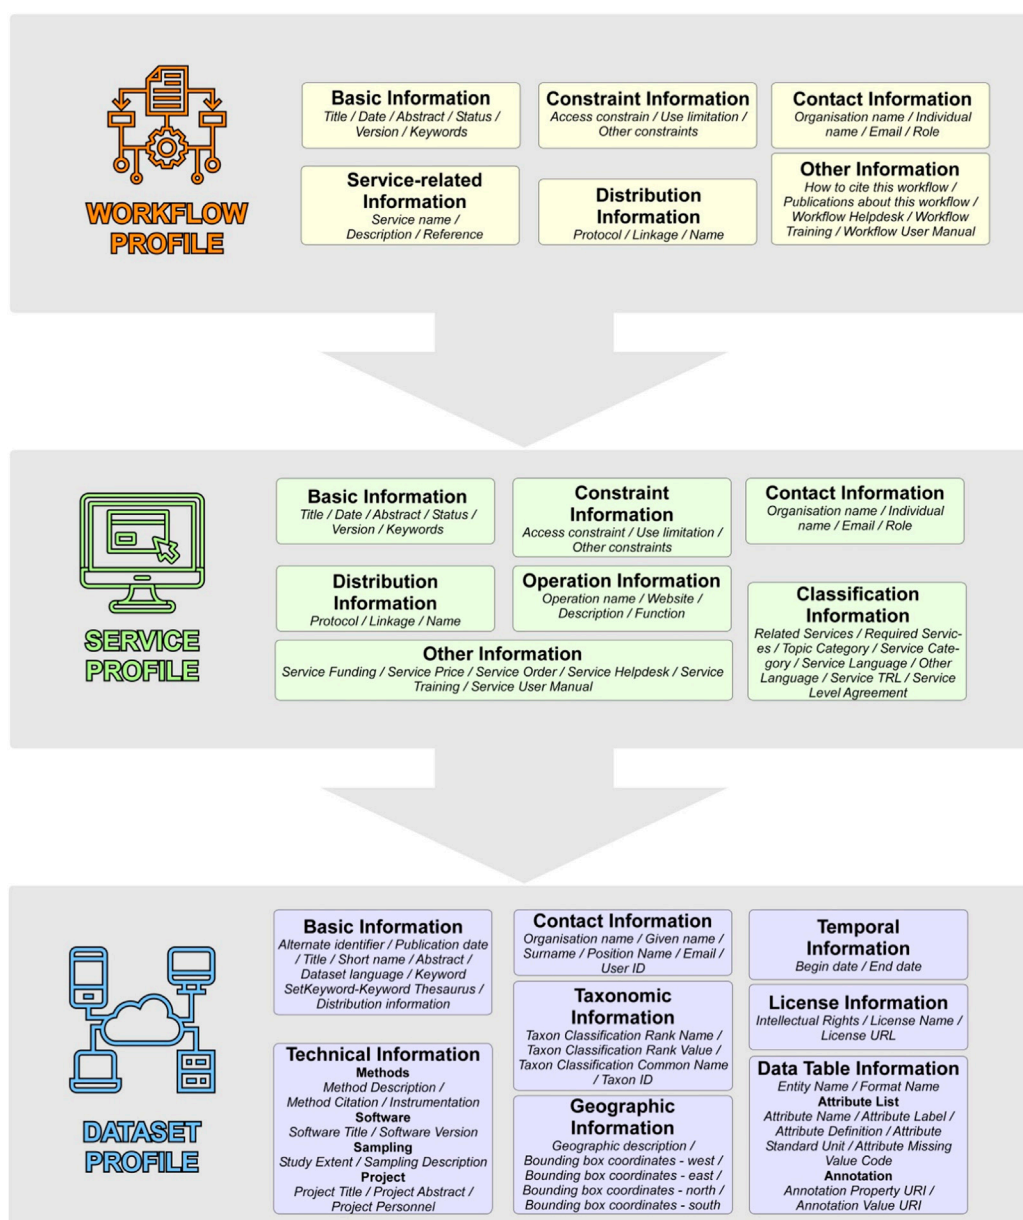 WORKFLOW
PROFILE
Basic Information
Title / Date / Abstract / Status /
Version / Keywords
Constraint Information
Access constrain / Use limitation /
Other constraints
Contact Information
Organisation name / Individual
name / Email / Role
Service-related
Information
Service name /
Description / Reference
Distribution
Information
Protocol / Linkage / Name
Other Information
How to cite this workflow /
Publications about this workflow /
Workflow Helpdesk / Workflow
Training / Workflow User Manual
SERVICE
PROFILE
Basic Information
Title / Date / Abstract / Status /
Version / Keywords
Constraint
Information
Access constraint / Use limitation /
Other constraints
Contact Information
Organisation name / Individual
name / Email / Role
Distribution
Information
Protocol / Linkage / Name
Operation Information
Operation name / Website /
Description / Function
Classification
Information
Related Services / Required Servic-
es / Topic Category / Service Cate-
gory / Service Language / Other
Language / Service TRL / Service
Level Agreement
Other Information
Service Funding / Service Price / Service Order / Service Helpdesk / Service
Training / Service User Manual
DATASET
PROFILE
Basic Information
Alternate identifier / Publication date
/ Title / Short name / Abstract /
Dataset language / Keyword
SetKeyword-Keyword Thesaurus /
Distribution information
Contact Information
Organisation name / Given name /
Surname / Position Name / Email /
User ID
Temporal
Information
Begin date / End date
Taxonomic
Information
Taxon Classification Rank Name /
Taxon Classification Rank Value /
Taxon Classification Common Name
/ Taxon ID
License Information
Intellectual Rights / License Name /
License URL
Technical Information
Methods
Method Description /
Method Citation / Instrumentation
Software
Software Title / Software Version
Sampling
Study Extent / Sampling Description
Project
Project Title / Project Abstract /
Project Personnel
Geographic
Information
Geographic description /
Bounding box coordinates - west /
Bounding box coordinates - east /
Bounding box coordinates - north /
Bounding box coordinates - south
Data Table Information
Entity Name / Format Name
Attribute List
Attribute Name / Attribute Label /
Attribute Definition / Attribute
Standard Unit / Attribute Missing
Value Code
Annotation
Annotation Property URI /
Annotation Value URI